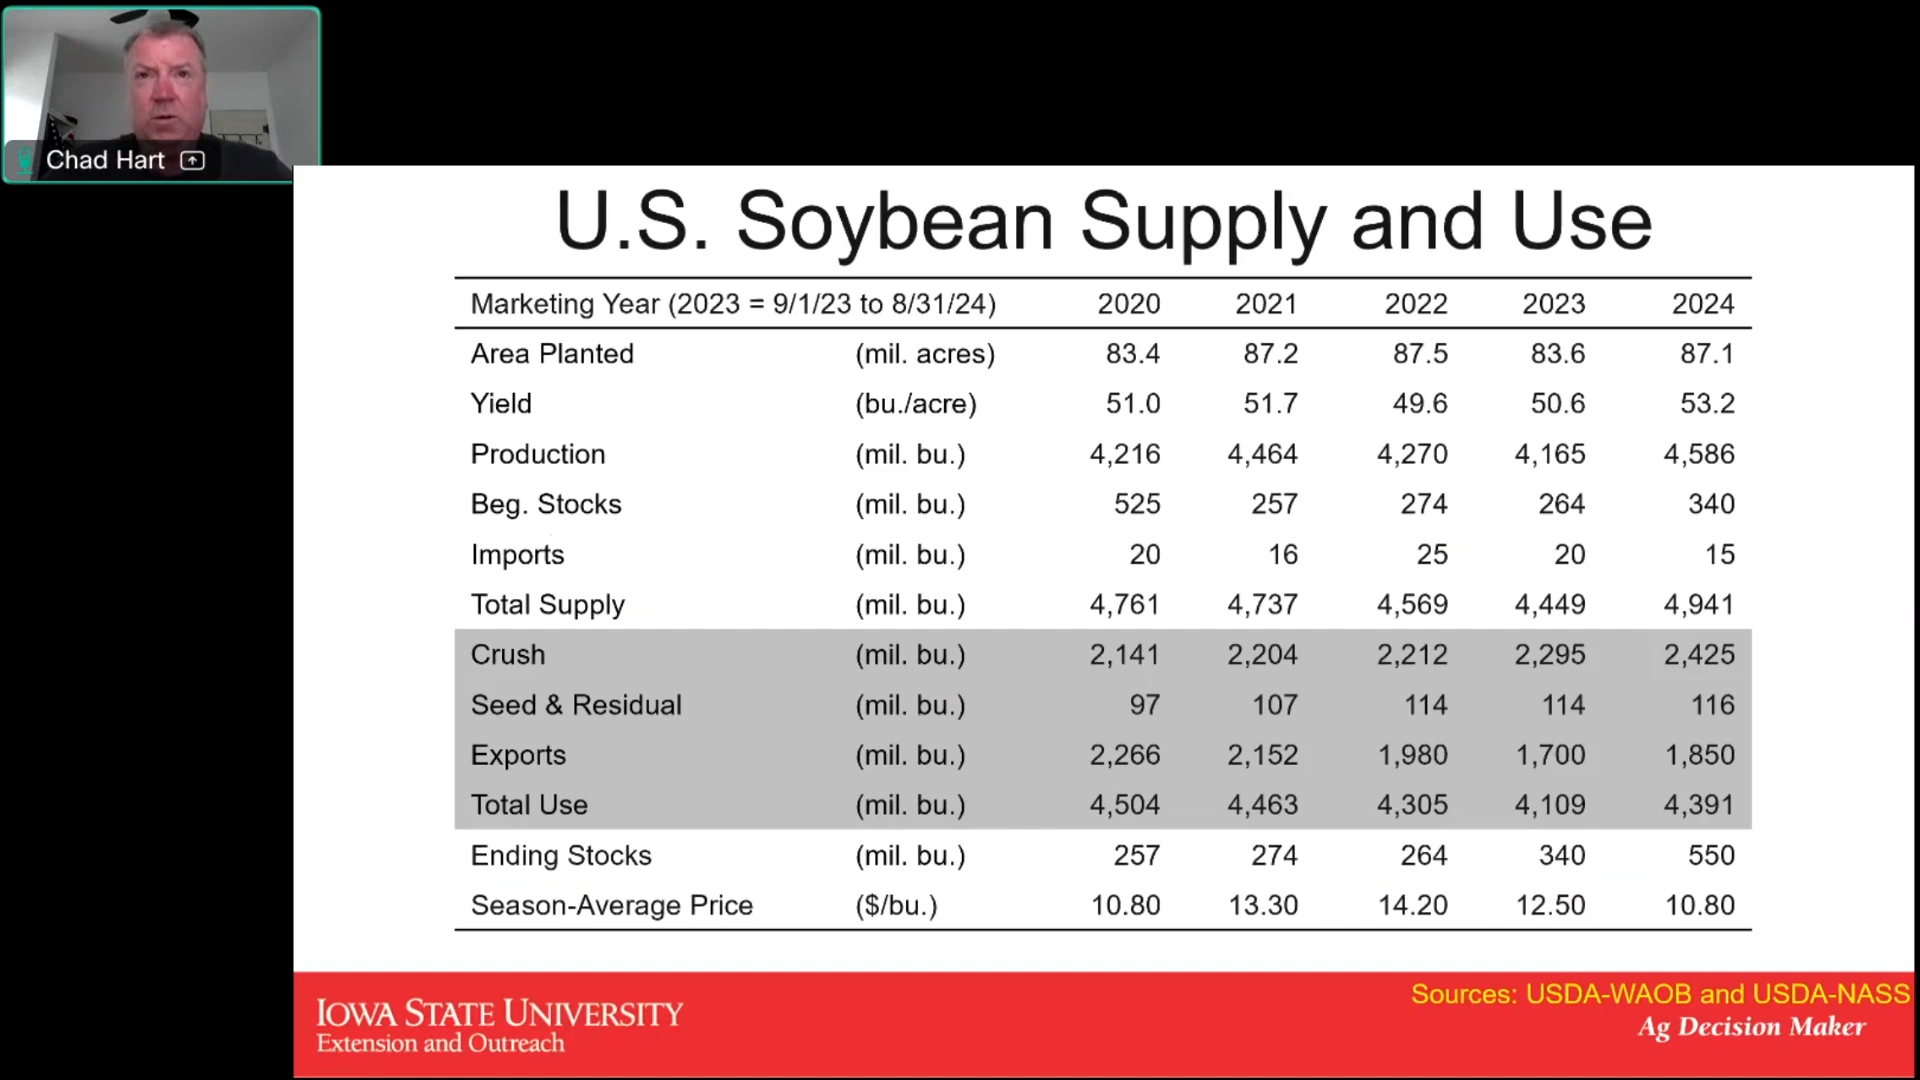 Chad Hart
U.S. Soybean Supply and Use
Marketing Year (2023 = 9/1/23 to 8/31/24) 2020 2021 2022 2023 2024
Area Planted (mil. acres) 83.4 87.2 87.5 83.6 87.1
Yield (bu./acre) 51.0 51.7 49.6 50.6 53.2
Production (mil. bu.) 4,216 4,464 4,270 4,165 4,586
Beg. Stocks (mil. bu.) 525 257 274 264 340
Imports (mil. bu.) 20 16 25 20 15
Total Supply (mil. bu.) 4,761 4,737 4,569 4,449 4,941
Crush (mil. bu.) 2,141 2,204 2,212 2,295 2,425
Seed & Residual (mil. bu.) 97 107 114 114 116
Exports (mil. bu.) 2,266 2,152 1,980 1,700 1,850
Total Use (mil. bu.) 4,504 4,463 4,305 4,109 4,391
Ending Stocks (mil. bu.) 257 274 264 340 550
Season-Average Price ($/bu.) 10.80 13.30 14.20 12.50 10.80
Sources: USDA-WAOB and USDA-NASS
IOWA STATE UNIVERSITY
Extension and Outreach
Ag Decision Maker